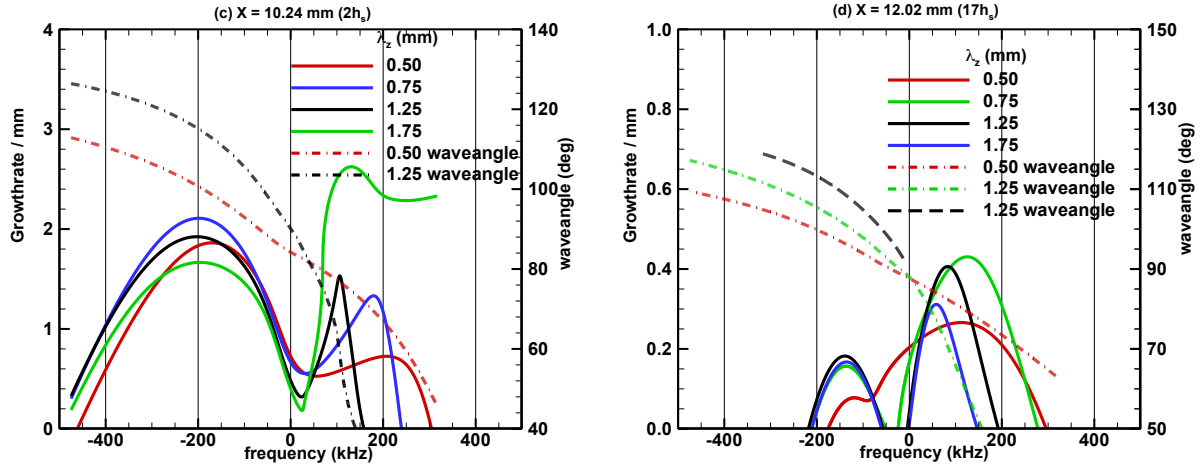 (c) X = 10.24 mm (2hs)
λz (mm)
0.50
0.75
1.25
1.75
0.50 waveangle
1.25 waveangle
Growthrate / mm
4
3
2
1
0
140
120
100
80
60
40
waveangle (deg)
-400
-200
0
200
400
frequency (kHz)
(d) X = 12.02 mm (17hs)
λz (mm)
0.50
0.75
1.25
1.75
0.50 waveangle
1.25 waveangle
1.25 waveangle
Growthrate / mm
1.0
0.8
0.6
0.4
0.2
0.0
150
130
110
90
70
50
waveangle (deg)
-400
-200
0
200
400
frequency (kHz)